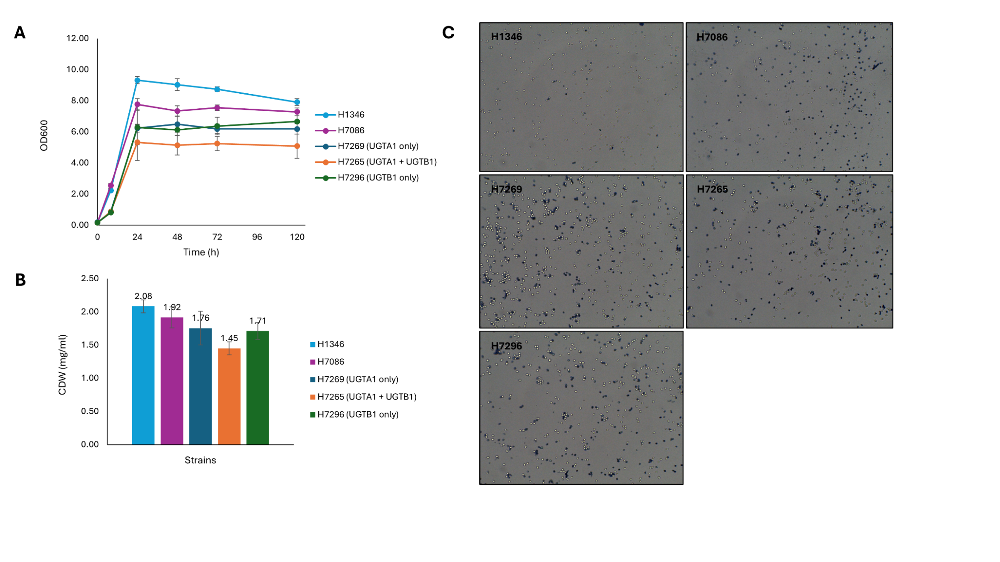 A
12.00
10.00
8.00
6.00
4.00
2.00
0.00
OD600
0 24 48 72 96 120
Time (h)
H1346
H7086
H7269 (UGTA1 only)
H7265 (UGTA1 + UGTB1)
H7296 (UGTB1 only)
B
2.50
2.00
1.50
1.00
0.50
0.00
CDW (mg/ml)
2.08
1.92
1.76
1.45
1.71
Strains
H1346
H7086
H7269 (UGTA1 only)
H7265 (UGTA1 + UGTB1)
H7296 (UGTB1 only)
C
H1346
H7086
H7269
H7265
H7296